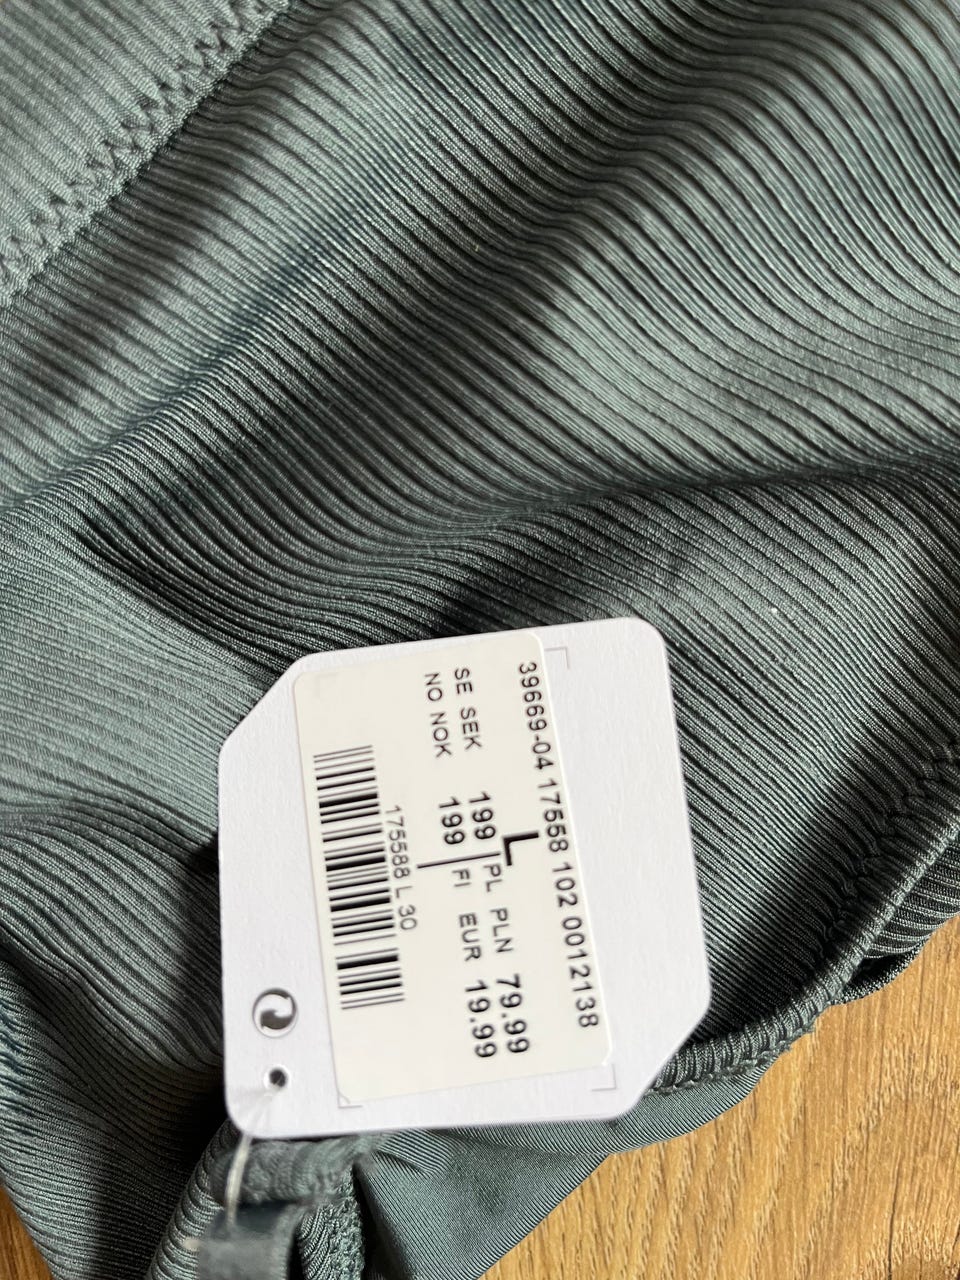 39669-04 17558 102 0012138
L
SE SEK 199 | PL PLN 79.99
NO NOK 199 | FI EUR 19.99
175588 L 30